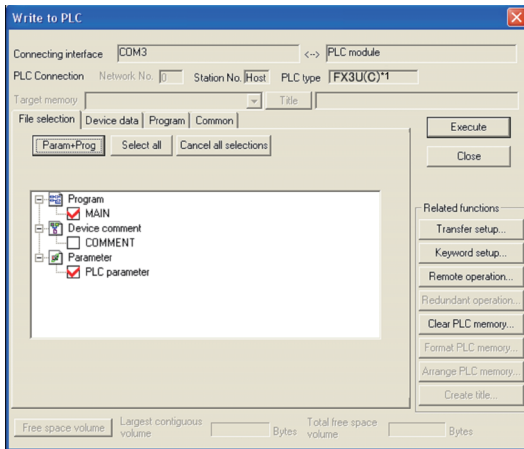 Write to PLC
Connecting interface COM3 <--> PLC module
PLC Connection Network No. 0 Station No. Host PLC type FX3U(C)*1
Target memory Title
File selection Device data Program Common
Execute
Param+Prog Select all Cancel all selections
Close
Program
MAIN
Device comment
COMMENT
Parameter
PLC parameter
Related functions
Transfer setup...
Keyword setup...
Remote operation...
Redundant operation...
Clear PLC memory...
Format PLC memory...
Arrange PLC memory...
Create title...
Free space volume Largest contiguous volume Bytes Total free space volume Bytes